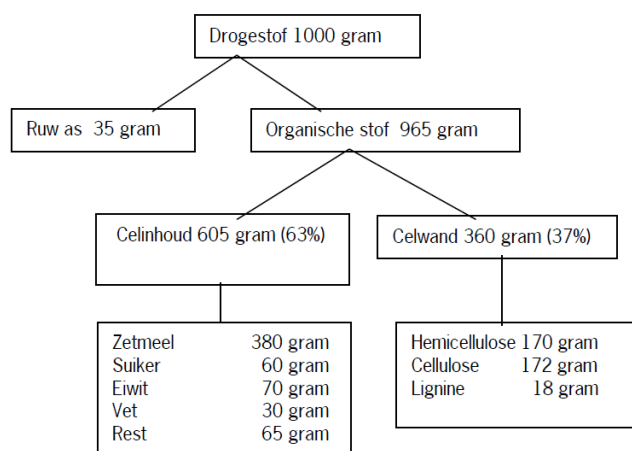 Drogestof 1000 gram
Ruw as 35 gram
Organische stof 965 gram
Celinhoud 605 gram (63%)
Celwand 360 gram (37%)
Zetmeel 380 gram
Suiker 60 gram
Eiwit 70 gram
Vet 30 gram
Rest 65 gram
Hemicellulose 170 gram
Cellulose 172 gram
Lignine 18 gram